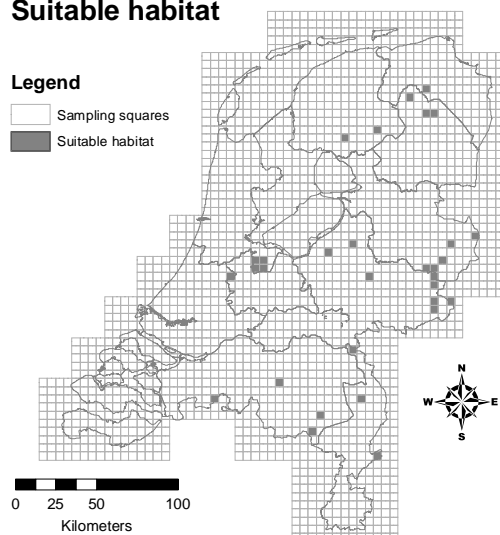 Suitable habitat
Legend
Sampling squares
Suitable habitat
N
W E
S
0 25 50 100
Kilometers